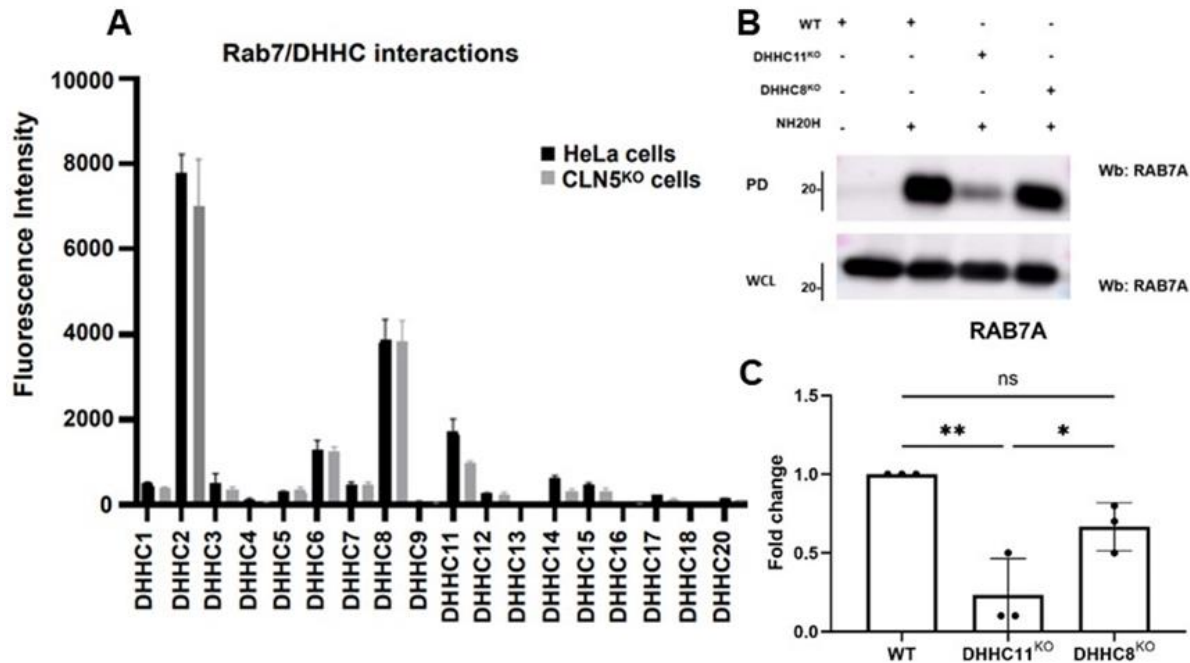 A
Rab7/DHHC interactions
Fluorescence Intensity
10000
8000
6000
4000
2000
0
HeLa cells
CLN5KO cells
DHHC1
DHHC2
DHHC3
DHHC4
DHHC5
DHHC6
DHHC7
DHHC8
DHHC9
DHHC11
DHHC12
DHHC13
DHHC14
DHHC15
DHHC16
DHHC17
DHHC18
DHHC20
B
WT + + - -
DHHC11KO - - + -
DHHC8KO - - - +
NH20H - + + +
PD 20- Wb: RAB7A
WCL 20- Wb: RAB7A
C
RAB7A
Fold change
1.5
1.0
0.5
0.0
ns
** *
WT DHHC11KO DHHC8KO